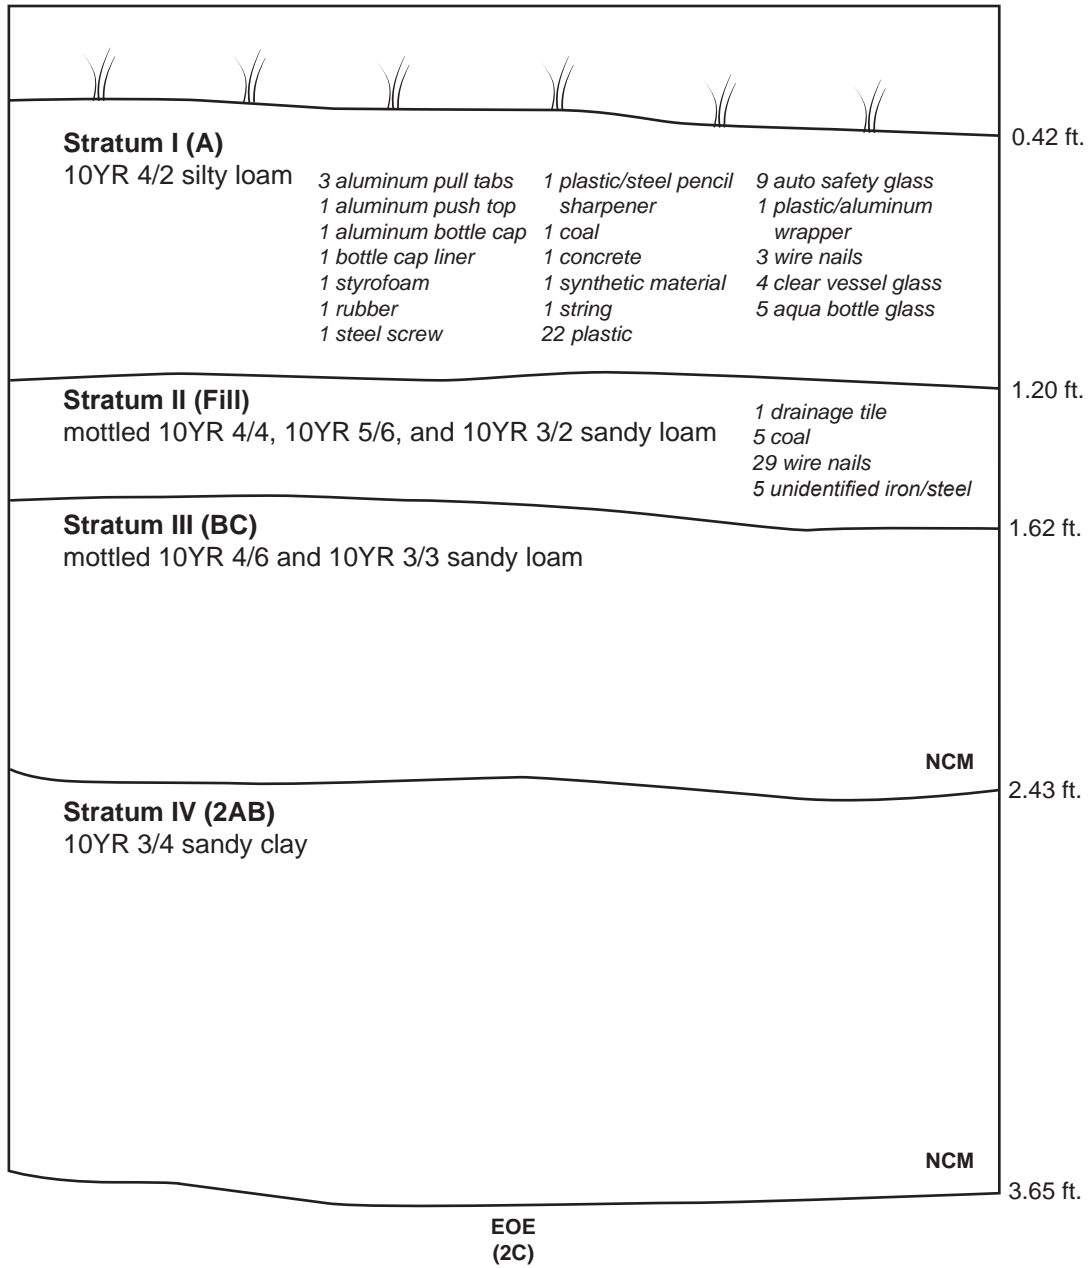 0.42 ft.
Stratum I (A)
10YR 4/2 silty loam
3 aluminum pull tabs
1 aluminum push top
1 aluminum bottle cap
1 bottle cap liner
1 styrofoam
1 rubber
1 steel screw
1 plastic/steel pencil
sharpener
1 coal
1 concrete
1 synthetic material
1 string
22 plastic
9 auto safety glass
1 plastic/aluminum
wrapper
3 wire nails
4 clear vessel glass
5 aqua bottle glass
1.20 ft.
Stratum II (Fill)
mottled 10YR 4/4, 10YR 5/6, and 10YR 3/2 sandy loam
1 drainage tile
5 coal
29 wire nails
5 unidentified iron/steel
1.62 ft.
Stratum III (BC)
mottled 10YR 4/6 and 10YR 3/3 sandy loam
NCM
2.43 ft.
Stratum IV (2AB)
10YR 3/4 sandy clay
NCM
3.65 ft.
EOE
(2C)